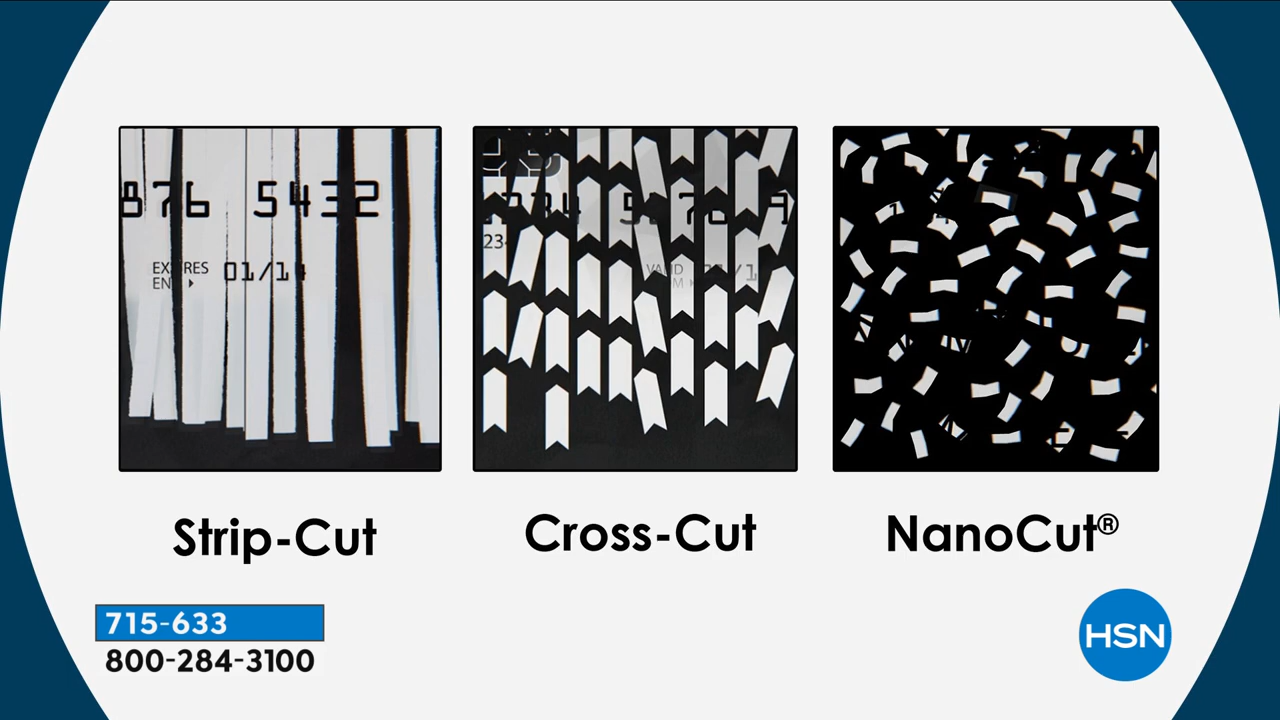 876 5432
EXPIRES
01/14
Strip-Cut
Cross-Cut
NanoCut®
715-633
800-284-3100
HSN